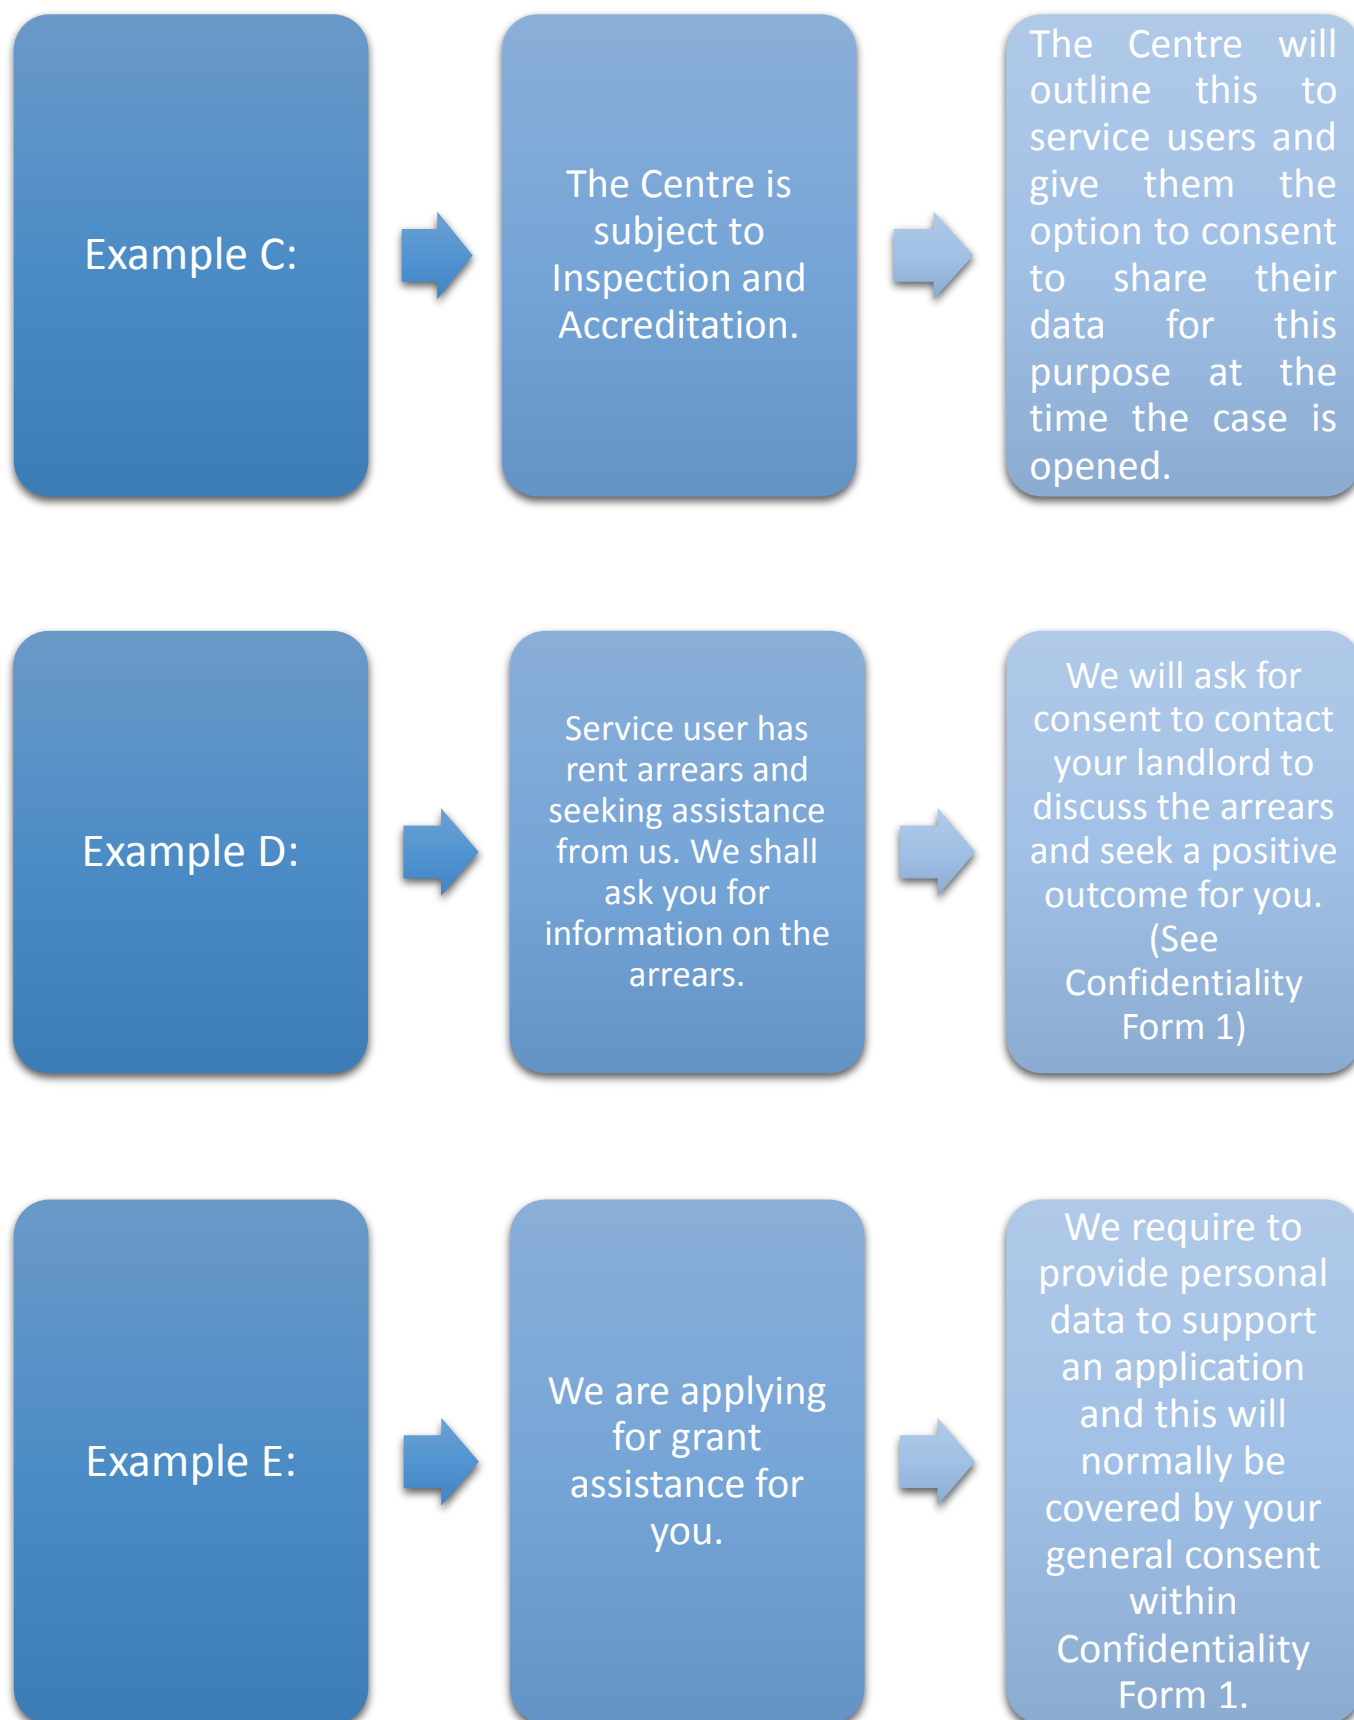 Example C:
The Centre is
subject to
Inspection and
Accreditation.
The Centre will
outline this to
service users and
give them the
option to consent
to share their
data for this
purpose at the
time the case is
opened.
Example D:
Service user has
rent arrears and
seeking assistance
from us. We shall
ask you for
information on the
arrears.
We will ask for
consent to contact
your landlord to
discuss the arrears
and seek a positive
outcome for you.
(See
Confidentiality
Form 1)
Example E:
We are applying
for grant
assistance for
you.
We require to
provide personal
data to support
an application
and this will
normally be
covered by your
general consent
within
Confidentiality
Form 1.